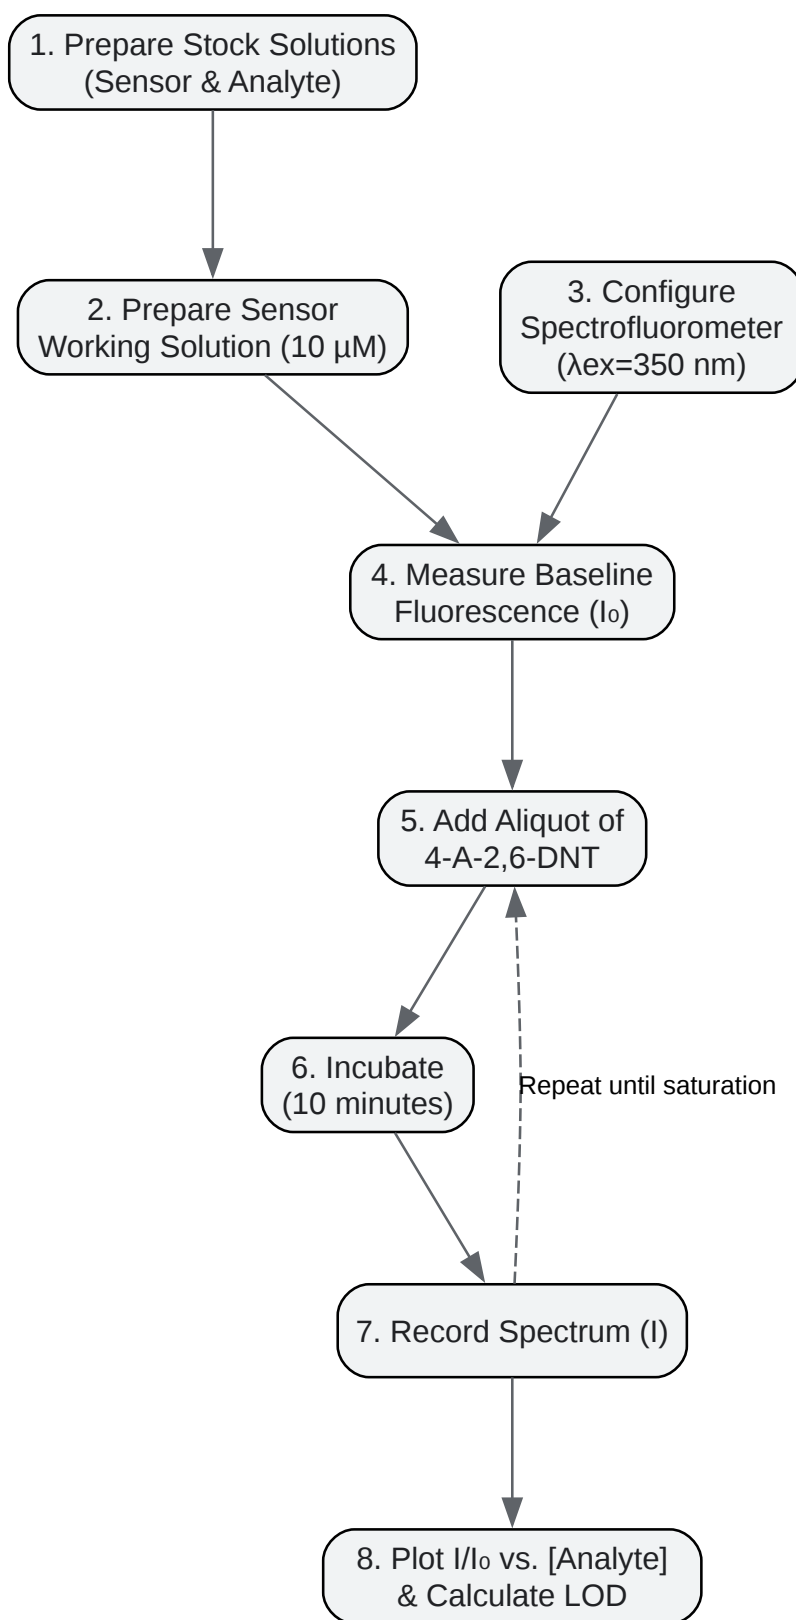 1. Prepare Stock Solutions
(Sensor & Analyte)
2. Prepare Sensor
Working Solution (10 µM)
3. Configure
Spectrofluorometer
(λex=350 nm)
4. Measure Baseline
Fluorescence (I₀)
5. Add Aliquot of
4-A-2,6-DNT
6. Incubate
(10 minutes)
Repeat until saturation
7. Record Spectrum (I)
8. Plot I/I₀ vs. [Analyte]
& Calculate LOD